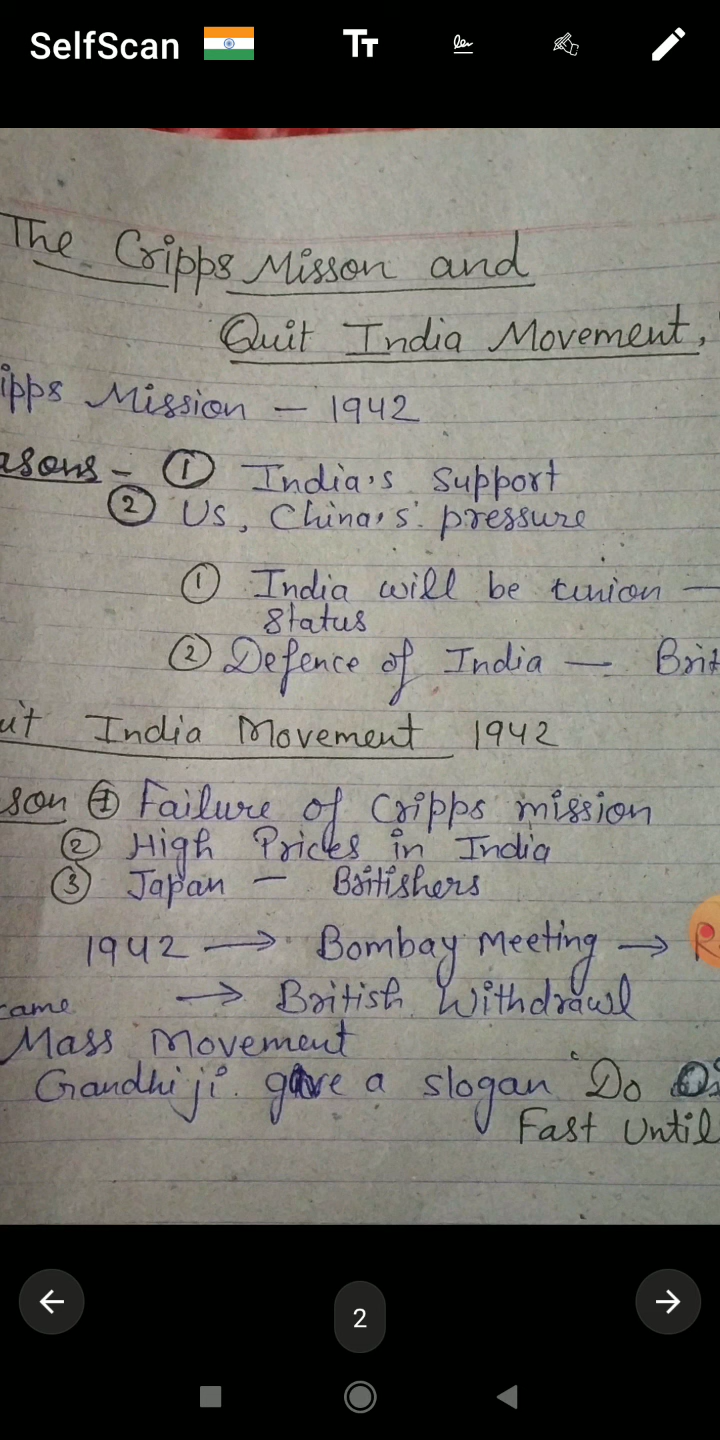 SelfScan
TT
The Cripps Misson and
Quit India Movement,
ipps Mission — 1942
asons - ① India's Support
② US, China's pressure
① India will be union —
Status
② Defence of India — Brit
uit India Movement 1942
son ① Failure of Cripps mission
② High Prices in India
③ Japan — Britishers
1942 → Bombay Meeting → R
came → British Withdrawl
Mass Movement
Gandhiji gave a slogan 'Do
Fast Until
2